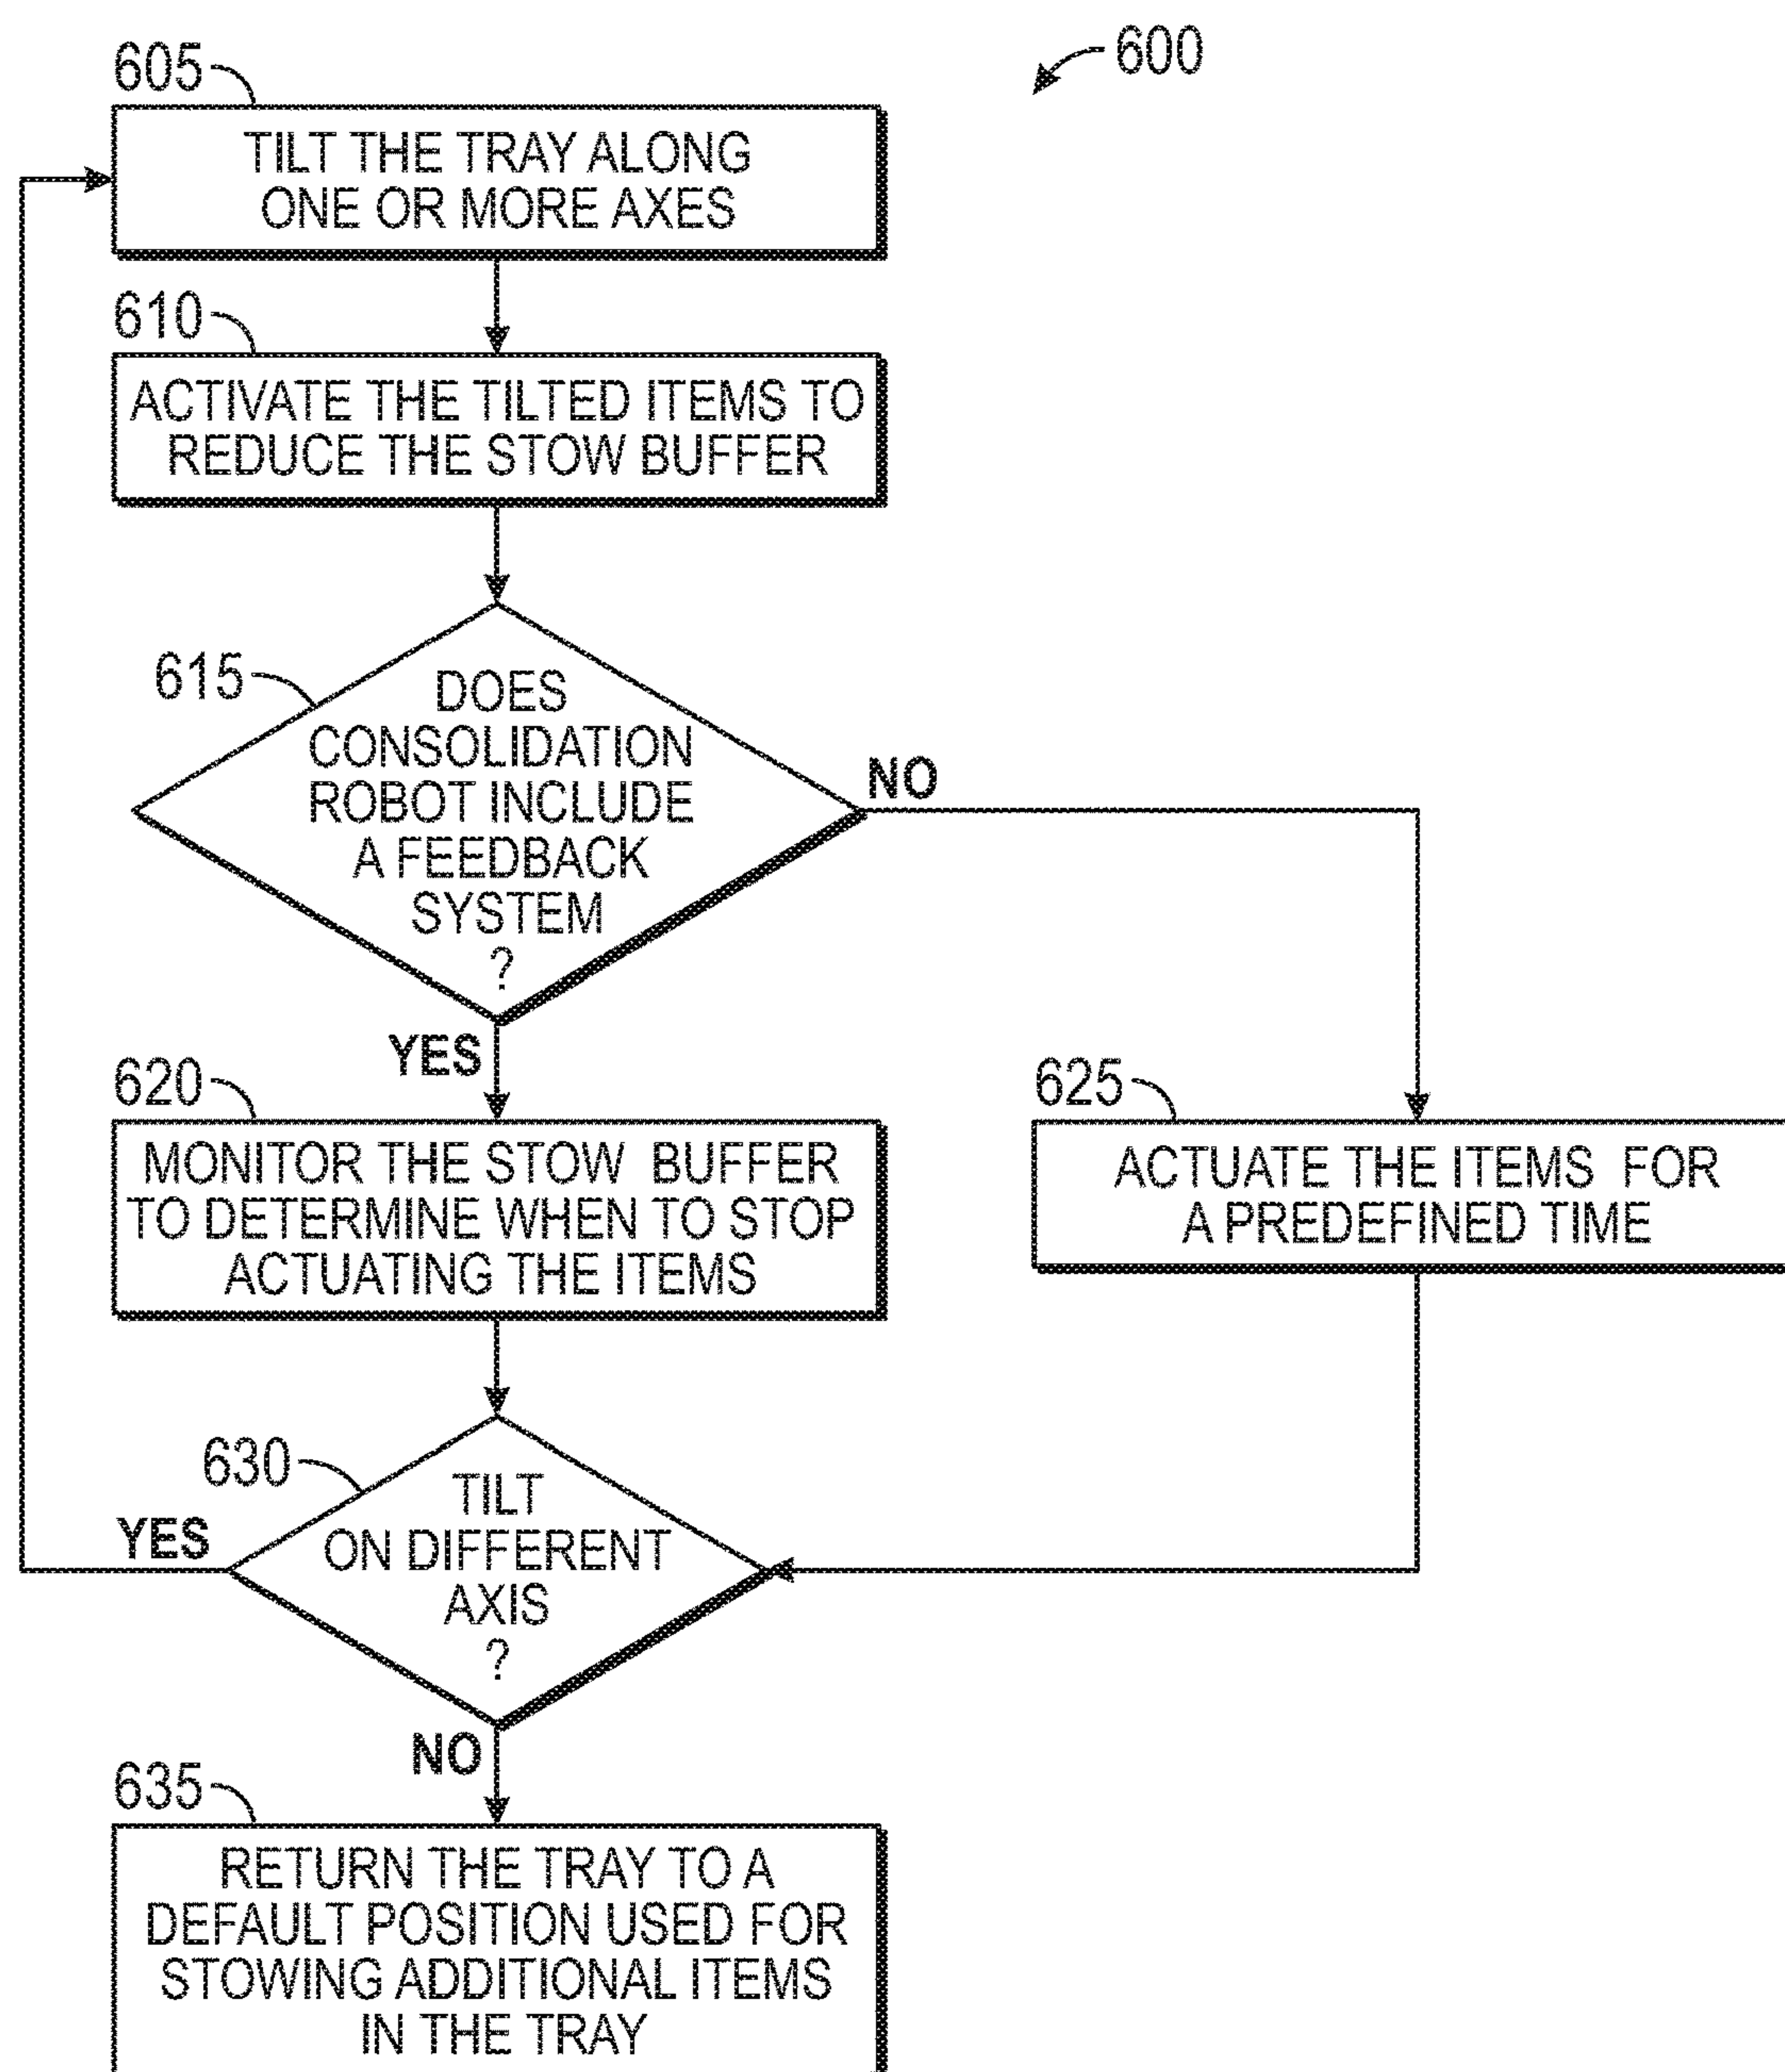 600
605
TILT THE TRAY ALONG
ONE OR MORE AXES
610
ACTIVATE THE TILTED ITEMS TO
REDUCE THE STOW BUFFER
615
DOES
CONSOLIDATION
ROBOT INCLUDE
A FEEDBACK
SYSTEM
?
NO
YES
620
MONITOR THE STOW BUFFER
TO DETERMINE WHEN TO STOP
ACTUATING THE ITEMS
625
ACTUATE THE ITEMS FOR
A PREDEFINED TIME
630
TILT
ON DIFFERENT
AXIS
?
YES
NO
635
RETURN THE TRAY TO A
DEFAULT POSITION USED FOR
STOWING ADDITIONAL ITEMS
IN THE TRAY